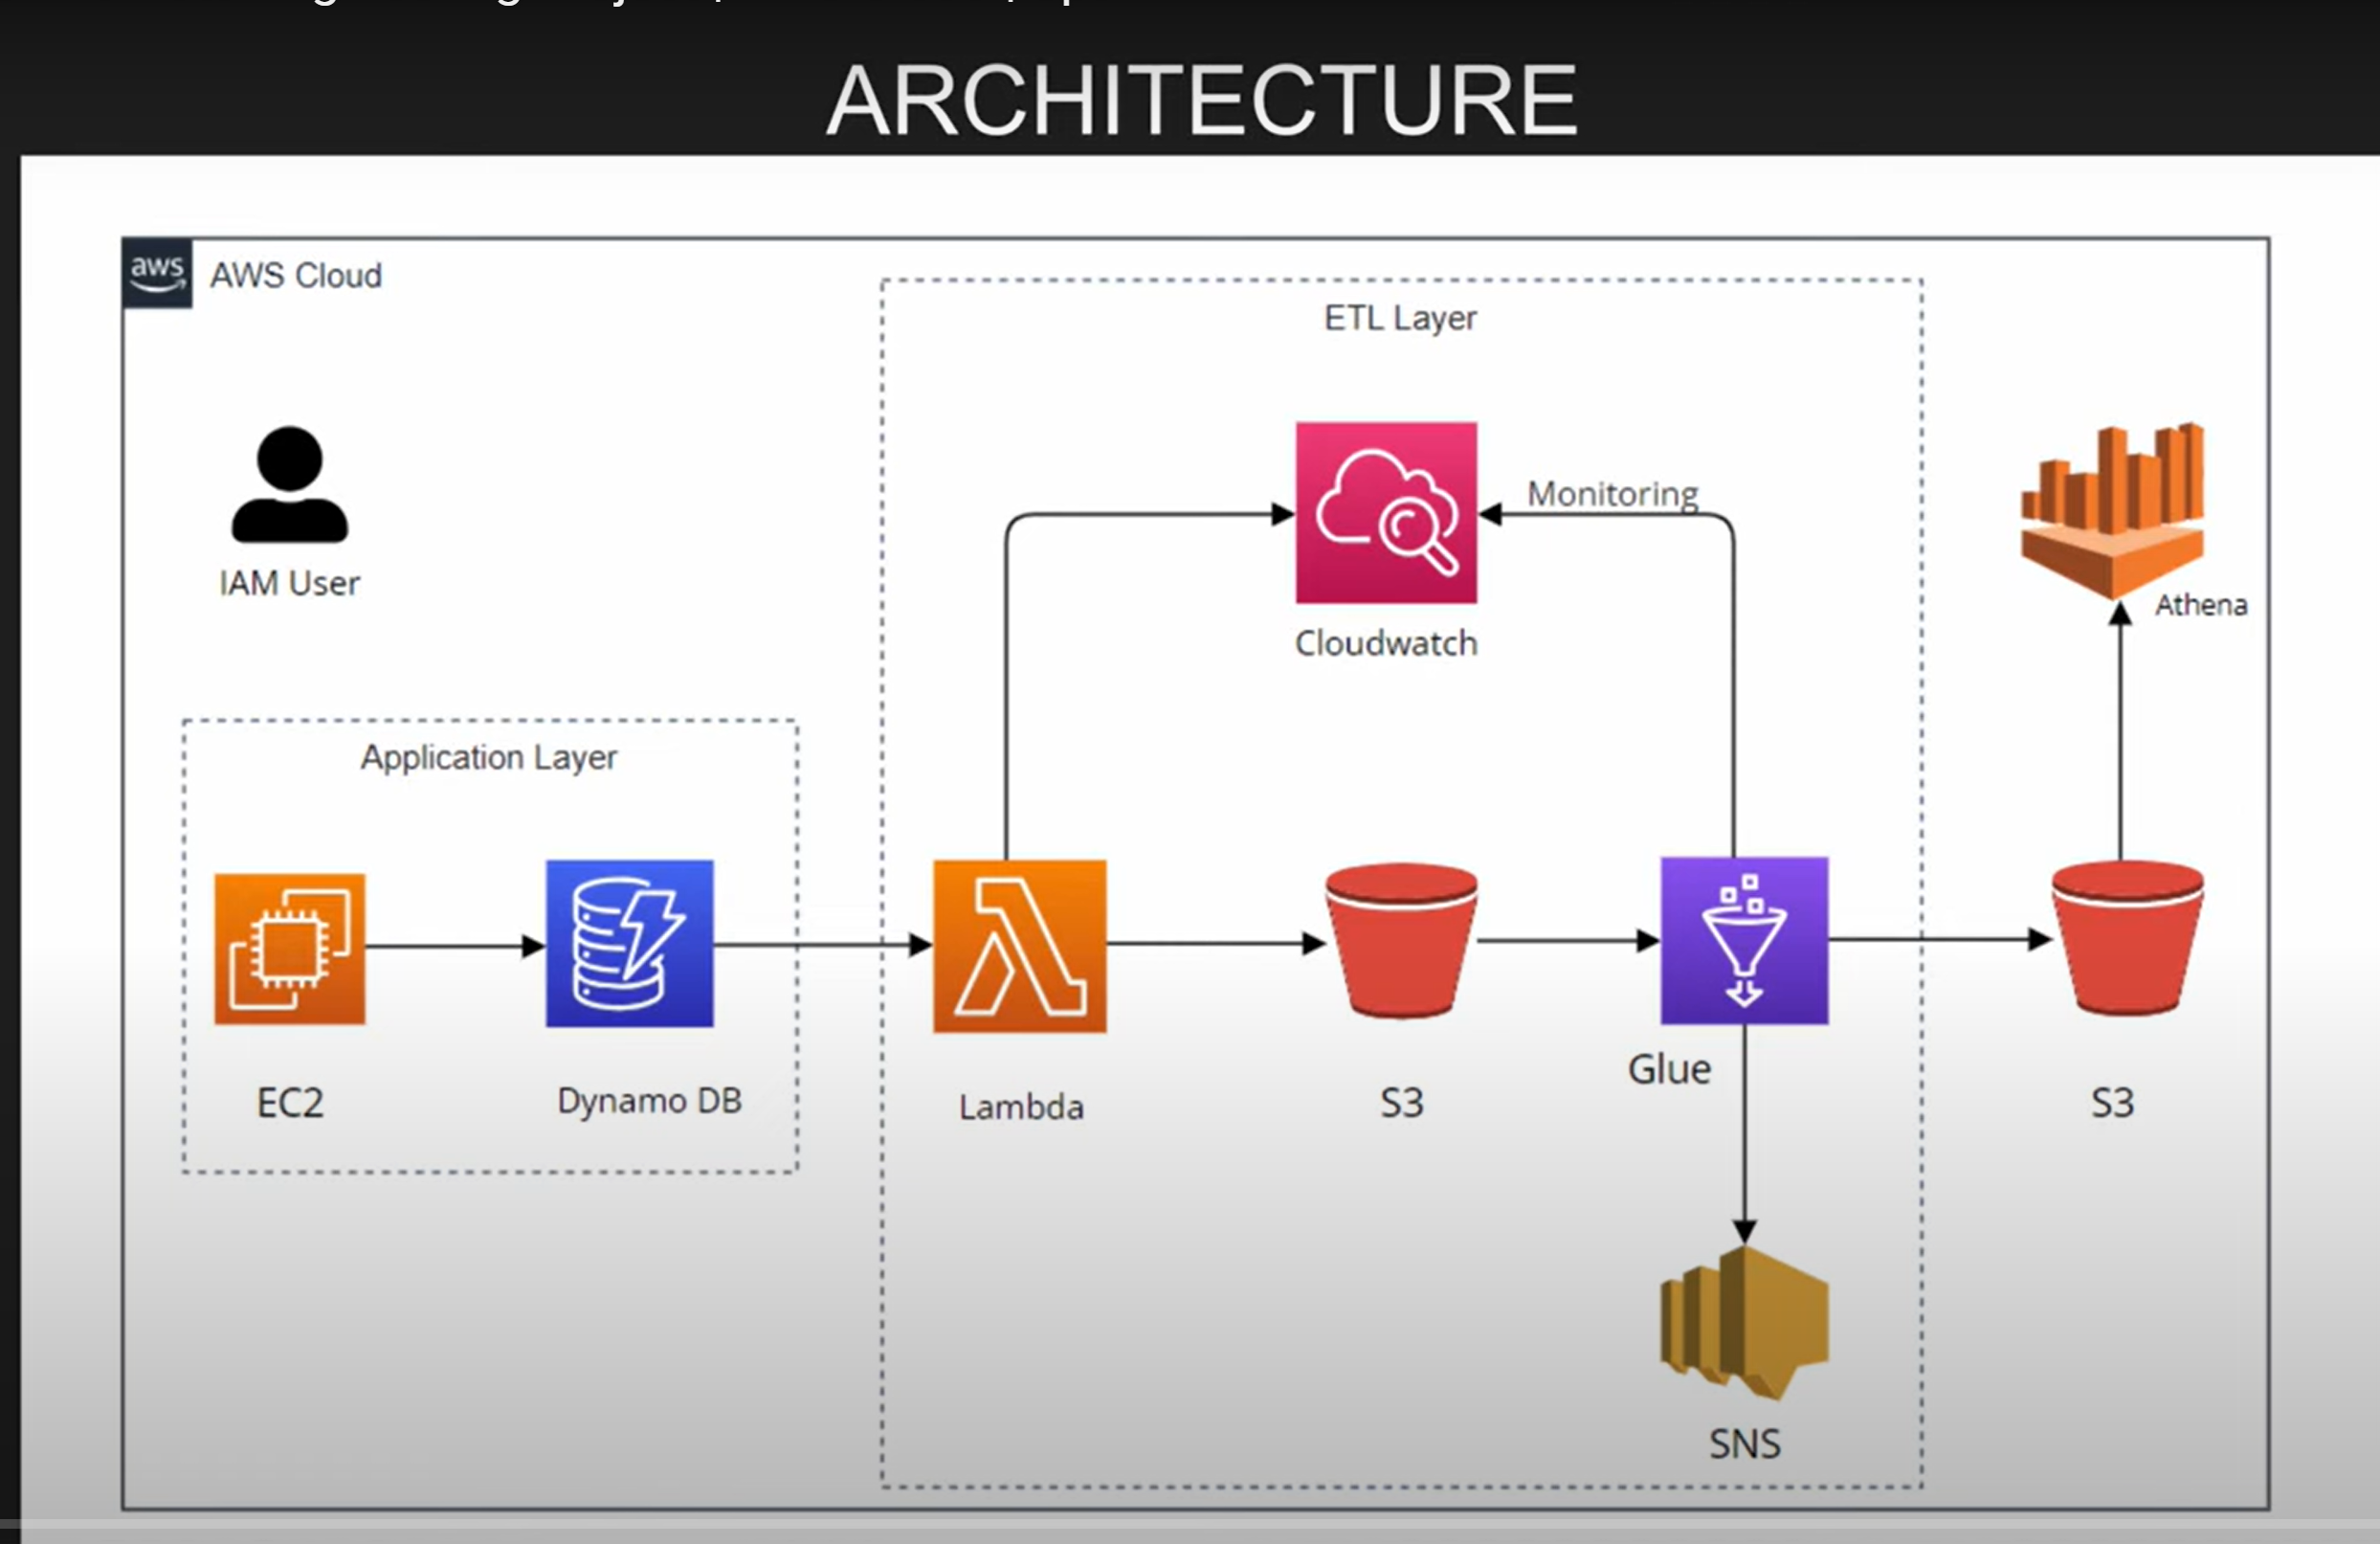 ARCHITECTURE
aws
AWS Cloud
ETL Layer
Monitoring
IAM User
Athena
Cloudwatch
Application Layer
Glue
EC2
Dynamo DB
Lambda
S3
S3
SNS